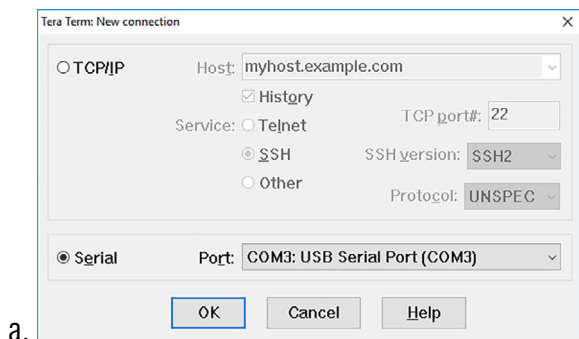 Tera Term: New connection
TCP/IP Host: myhost.example.com
History
Service: Telnet TCP port#: 22
SSH SSH version: SSH2
Other Protocol: UNSPEC
Serial Port: COM3: USB Serial Port (COM3)
OK Cancel Help
a.